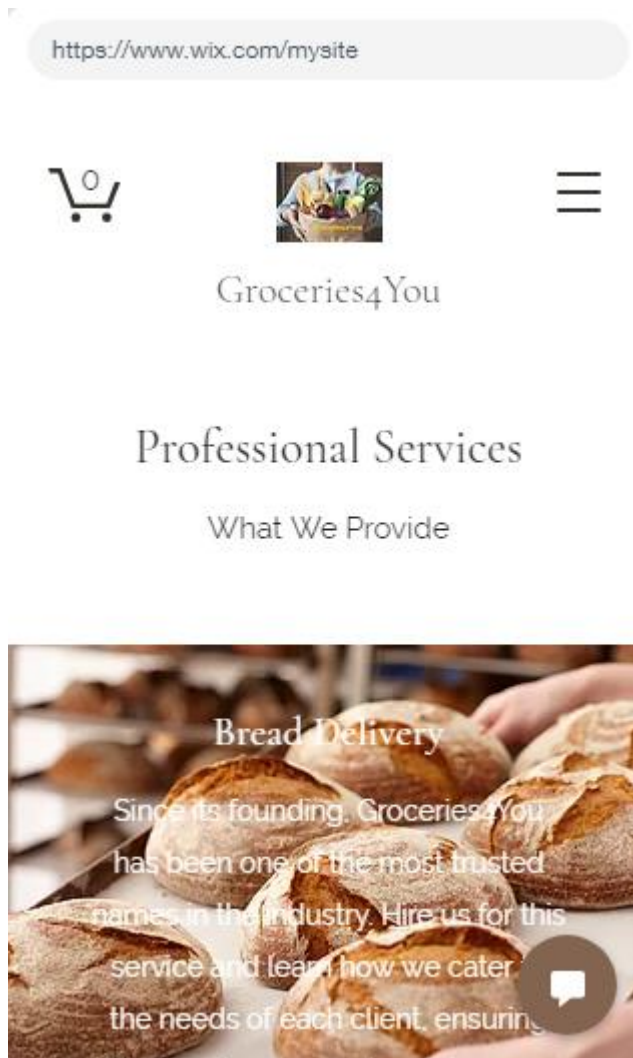 https://www.wix.com/mysite
0
Groceries4You
Professional Services
What We Provide
Bread Delivery
Since its founding, Groceries4You
has been one of the most trusted
names in the industry. Hire us for this
service and learn how we cater
the needs of each client, ensuring